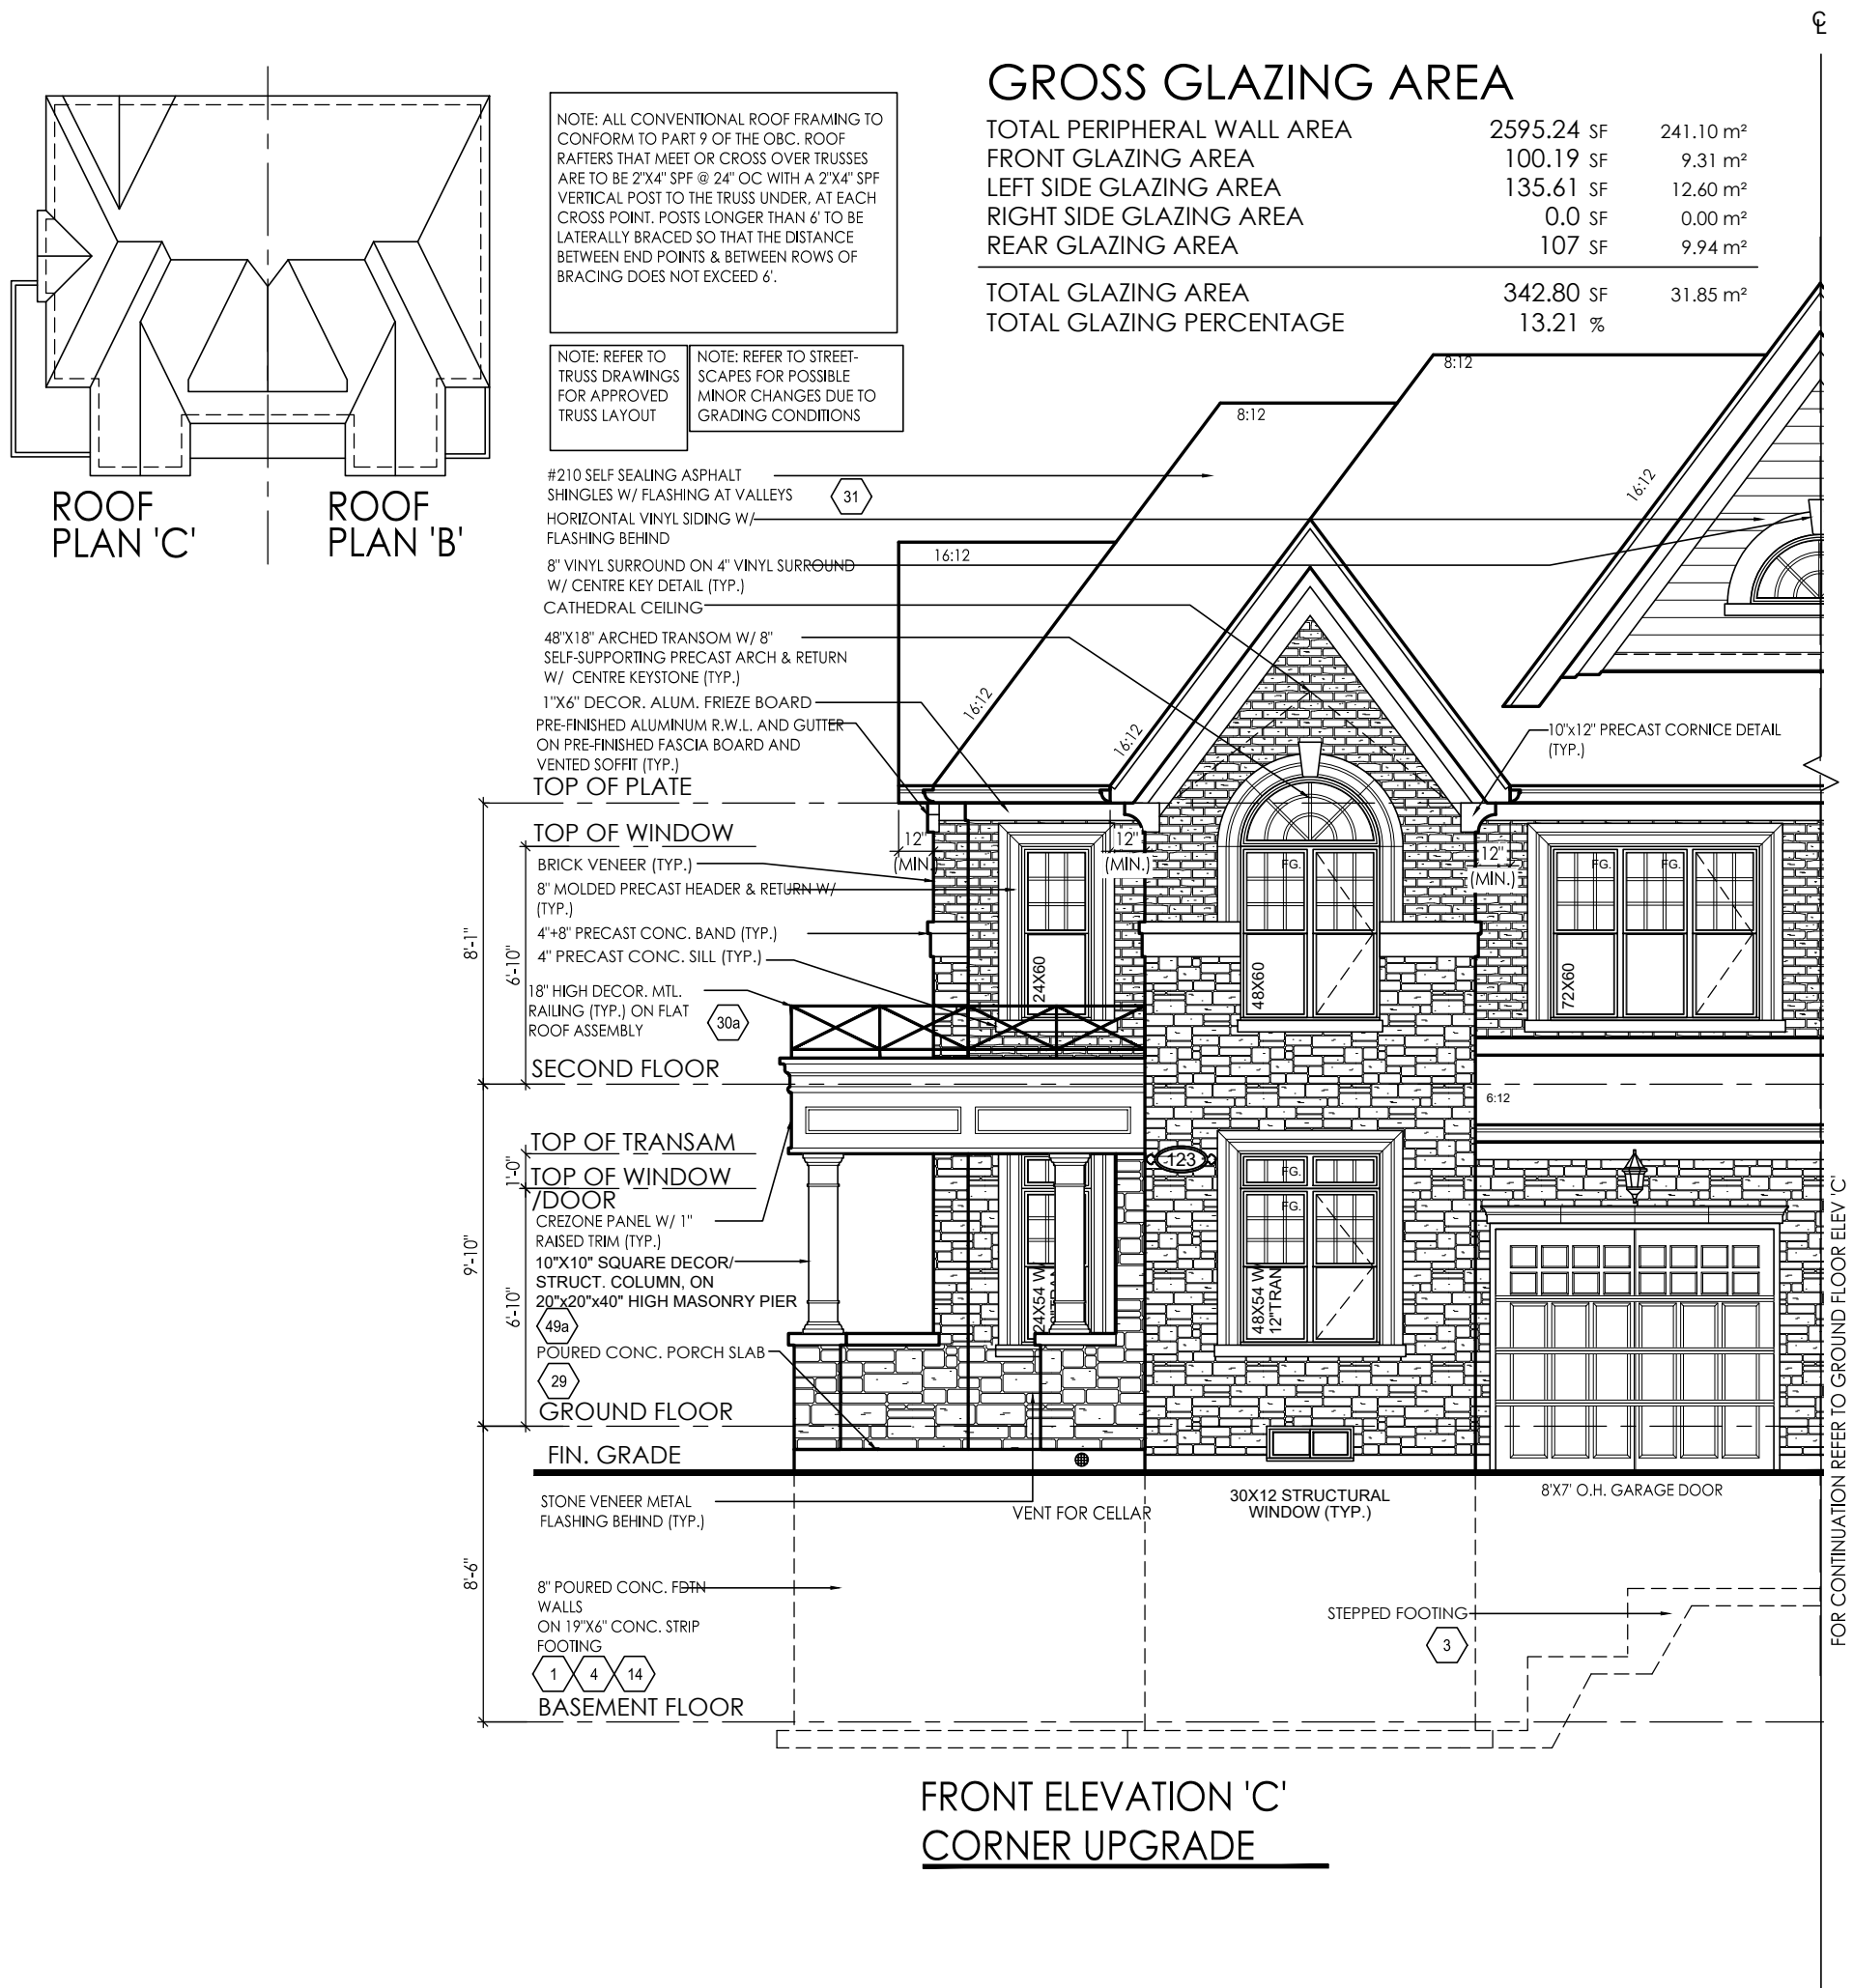 ℄
GROSS GLAZING AREA
TOTAL PERIPHERAL WALL AREA 2595.24 SF 241.10 m²
FRONT GLAZING AREA 100.19 SF 9.31 m²
LEFT SIDE GLAZING AREA 135.61 SF 12.60 m²
RIGHT SIDE GLAZING AREA 0.0 SF 0.00 m²
REAR GLAZING AREA 107 SF 9.94 m²
TOTAL GLAZING AREA 342.80 SF 31.85 m²
TOTAL GLAZING PERCENTAGE 13.21 %
NOTE: ALL CONVENTIONAL ROOF FRAMING TO
CONFORM TO PART 9 OF THE OBC. ROOF
RAFTERS THAT MEET OR CROSS OVER TRUSSES
ARE TO BE 2"X4" SPF @ 24" OC WITH A 2"X4" SPF
VERTICAL POST TO THE TRUSS UNDER, AT EACH
CROSS POINT. POSTS LONGER THAN 6' TO BE
LATERALLY BRACED SO THAT THE DISTANCE
BETWEEN END POINTS & BETWEEN ROWS OF
BRACING DOES NOT EXCEED 6'.
NOTE: REFER TO
TRUSS DRAWINGS
FOR APPROVED
TRUSS LAYOUT
NOTE: REFER TO STREET-
SCAPES FOR POSSIBLE
MINOR CHANGES DUE TO
GRADING CONDITIONS
ROOF
PLAN 'C'
ROOF
PLAN 'B'
#210 SELF SEALING ASPHALT
SHINGLES W/ FLASHING AT VALLEYS
31
HORIZONTAL VINYL SIDING W/
FLASHING BEHIND
8" VINYL SURROUND ON 4" VINYL SURROUND
W/ CENTRE KEY DETAIL (TYP.)
CATHEDRAL CEILING
48"X18" ARCHED TRANSOM W/ 8"
SELF-SUPPORTING PRECAST ARCH & RETURN
W/ CENTRE KEYSTONE (TYP.)
1"X6" DECOR. ALUM. FRIEZE BOARD
PRE-FINISHED ALUMINUM R.W.L. AND GUTTER
ON PRE-FINISHED FASCIA BOARD AND
VENTED SOFFIT (TYP.)
TOP OF PLATE
TOP OF WINDOW
BRICK VENEER (TYP.)
8" MOLDED PRECAST HEADER & RETURN W/
(TYP.)
4"+8" PRECAST CONC. BAND (TYP.)
4" PRECAST CONC. SILL (TYP.)
18" HIGH DECOR. MTL.
RAILING (TYP.) ON FLAT
ROOF ASSEMBLY
30a
SECOND FLOOR
TOP OF TRANSAM
TOP OF WINDOW
/DOOR
CREZONE PANEL W/ 1"
RAISED TRIM (TYP.)
10"X10" SQUARE DECOR/
STRUCT. COLUMN, ON
20"x20"x40" HIGH MASONRY PIER
49a
POURED CONC. PORCH SLAB
29
GROUND FLOOR
FIN. GRADE
STONE VENEER METAL
FLASHING BEHIND (TYP.)
8" POURED CONC. FDTN
WALLS
ON 19"X6" CONC. STRIP
FOOTING
1 4 14
BASEMENT FLOOR
8'-1"
6'-10"
9'-10"
1'-0"
6'-10"
8'-6"
8:12
8:12
16:12
16:12
16:12
16:12
10"x12" PRECAST CORNICE DETAIL
(TYP.)
12"
(MIN.)
12"
(MIN.)
12"
(MIN.)
FG.
FG.
FG.
24X60
48X60
72X60
6:12
123
FG.
FG.
24X54 W
48X54 W
12"TRAN
VENT FOR CELLAR
30X12 STRUCTURAL
WINDOW (TYP.)
8'X7' O.H. GARAGE DOOR
STEPPED FOOTING
3
FOR CONTINUATION REFER TO GROUND FLOOR ELEV 'C'
FRONT ELEVATION 'C'
CORNER UPGRADE